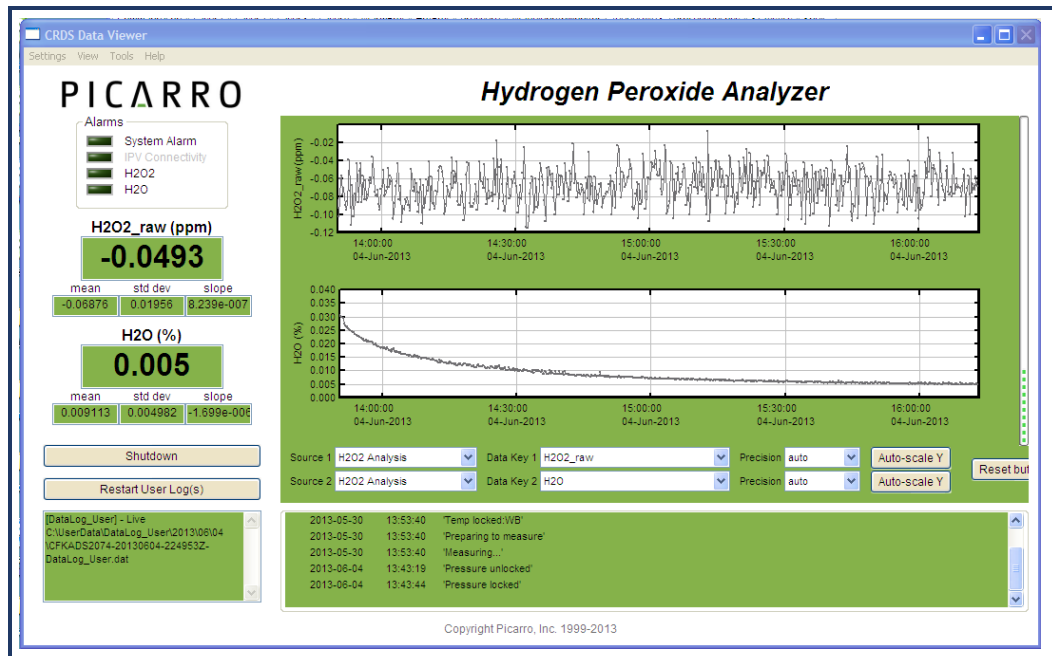 CRDS Data Viewer
Settings View Tools Help
PICARRO
Hydrogen Peroxide Analyzer
Alarms
System Alarm
IPV Connectivity
H2O2
H2O
H2O2_raw (ppm)
-0.0493
mean std dev slope
-0.06876 0.01956 8.239e-007
H2O (%)
0.005
mean std dev slope
0.009113 0.004982 -1.699e-006
Shutdown
Restart User Log(s)
[DataLog_User] - Live
C:\UserData\DataLog_User\2013\06\04
\CFKADS2074-20130604-224953Z-
DataLog_User.dat
H2O2_raw (ppm)
-0.02
-0.04
-0.06
-0.08
-0.10
-0.12
14:00:00 14:30:00 15:00:00 15:30:00 16:00:00
04-Jun-2013 04-Jun-2013 04-Jun-2013 04-Jun-2013 04-Jun-2013
H2O (%)
0.040
0.035
0.030
0.025
0.020
0.015
0.010
0.005
0.000
14:00:00 14:30:00 15:00:00 15:30:00 16:00:00
04-Jun-2013 04-Jun-2013 04-Jun-2013 04-Jun-2013 04-Jun-2013
Source 1 H2O2 Analysis Data Key 1 H2O2_raw Precision auto Auto-scale Y
Source 2 H2O2 Analysis Data Key 2 H2O Precision auto Auto-scale Y
Reset but
2013-05-30 13:53:40 'Temp locked:WB'
2013-05-30 13:53:40 'Preparing to measure'
2013-05-30 13:53:40 'Measuring...'
2013-06-04 13:43:19 'Pressure unlocked'
2013-06-04 13:43:44 'Pressure locked'
Copyright Picarro, Inc. 1999-2013